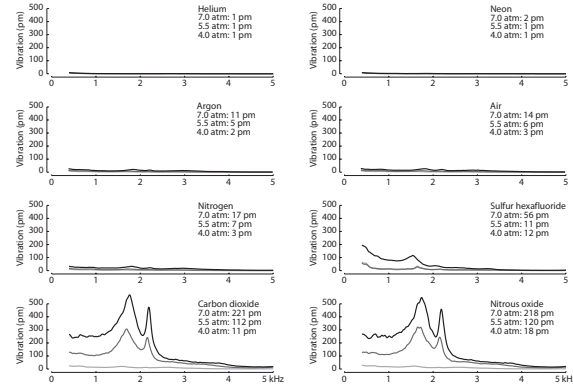 Helium
7.0 atm: 1 pm
5.5 atm: 1 pm
4.0 atm: 1 pm
Vibration (pm)
500
400
300
200
100
0
0 1 2 3 4 5
Neon
7.0 atm: 2 pm
5.5 atm: 1 pm
4.0 atm: 1 pm
Vibration (pm)
500
400
300
200
100
0
0 1 2 3 4 5
Argon
7.0 atm: 11 pm
5.5 atm: 5 pm
4.0 atm: 2 pm
Vibration (pm)
500
400
300
200
100
0
0 1 2 3 4 5
Air
7.0 atm: 14 pm
5.5 atm: 6 pm
4.0 atm: 3 pm
Vibration (pm)
500
400
300
200
100
0
0 1 2 3 4 5
Nitrogen
7.0 atm: 17 pm
5.5 atm: 7 pm
4.0 atm: 3 pm
Vibration (pm)
500
400
300
200
100
0
0 1 2 3 4 5
Sulfur hexafluoride
7.0 atm: 56 pm
5.5 atm: 11 pm
4.0 atm: 12 pm
Vibration (pm)
500
400
300
200
100
0
0 1 2 3 4 5
Carbon dioxide
7.0 atm: 221 pm
5.5 atm: 112 pm
4.0 atm: 11 pm
Vibration (pm)
500
400
300
200
100
0
0 1 2 3 4 5 kHz
Nitrous oxide
7.0 atm: 218 pm
5.5 atm: 120 pm
4.0 atm: 18 pm
Vibration (pm)
500
400
300
200
100
0
0 1 2 3 4 5 kHz